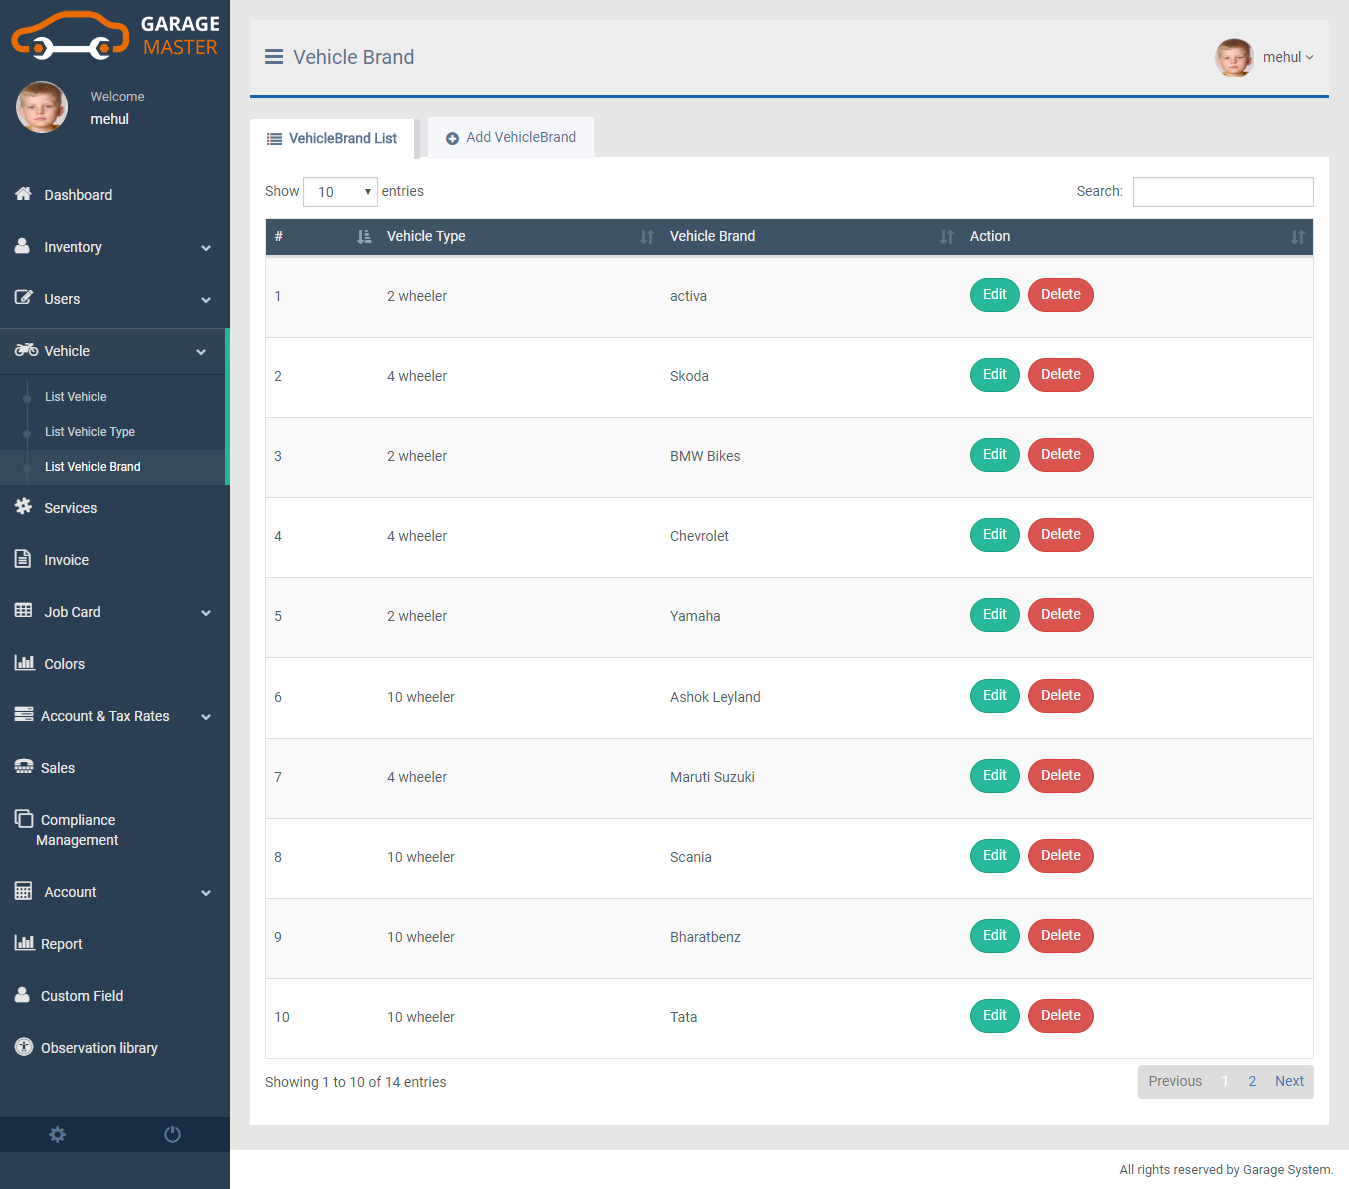 GARAGE
MASTER
Welcome
mehul
Dashboard
Inventory
Users
Vehicle
List Vehicle
List Vehicle Type
List Vehicle Brand
Services
Invoice
Job Card
Colors
Account & Tax Rates
Sales
Compliance
Management
Account
Report
Custom Field
Observation library
Vehicle Brand
mehul
VehicleBrand List
Add VehicleBrand
Show 10 entries
Search:
# Vehicle Type Vehicle Brand Action
1 2 wheeler activa Edit Delete
2 4 wheeler Skoda Edit Delete
3 2 wheeler BMW Bikes Edit Delete
4 4 wheeler Chevrolet Edit Delete
5 2 wheeler Yamaha Edit Delete
6 10 wheeler Ashok Leyland Edit Delete
7 4 wheeler Maruti Suzuki Edit Delete
8 10 wheeler Scania Edit Delete
9 10 wheeler Bharatbenz Edit Delete
10 10 wheeler Tata Edit Delete
Showing 1 to 10 of 14 entries
Previous 1 2 Next
All rights reserved by Garage System.